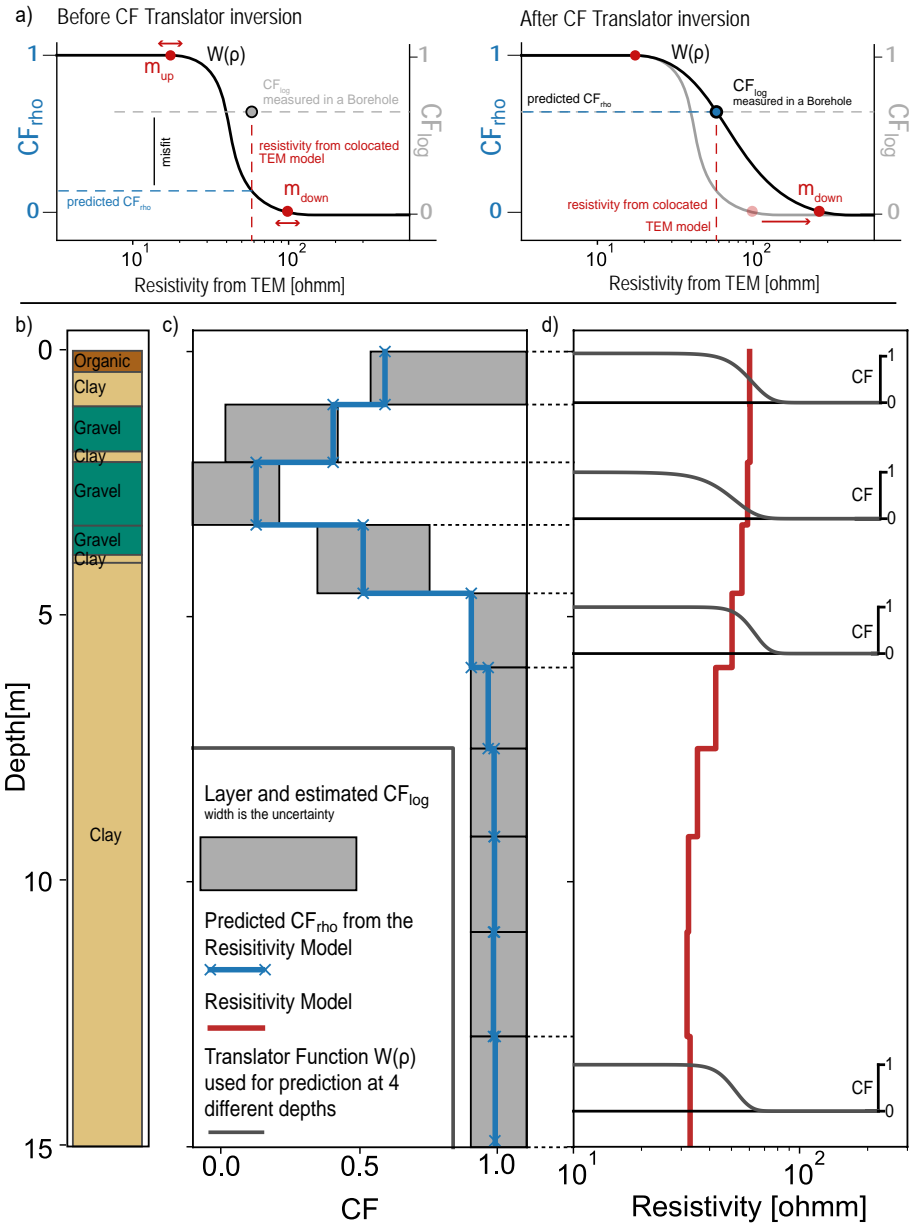 a) Before CF Translator inversion
After CF Translator inversion
1
W(ρ)
m_up
CF_log
measured in a Borehole
CF_rho
misfit
resistivity from colocated
TEM model
predicted CF_rho
m_down
0
1
CF_log
0
10^1
10^2
Resistivity from TEM [ohmm]
1
W(ρ)
CF_log
measured in a Borehole
predicted CF_rho
CF_rho
m_down
resistivity from colocated
TEM model
0
1
CF_log
0
10^1
10^2
Resistivity from TEM [ohmm]
b)
c)
d)
0
5
10
15
Depth[m]
Organic
Clay
Gravel
Clay
Gravel
Gravel
Clay
Clay
Layer and estimated CF_log
width is the uncertainty
Predicted CF_rho from the
Resisitivity Model
Resisitivity Model
Translator Function W(ρ)
used for prediction at 4
different depths
0.0
0.5
1.0
CF
CF
1
0
CF
1
0
CF
1
0
CF
1
0
10^1
10^2
Resistivity [ohmm]